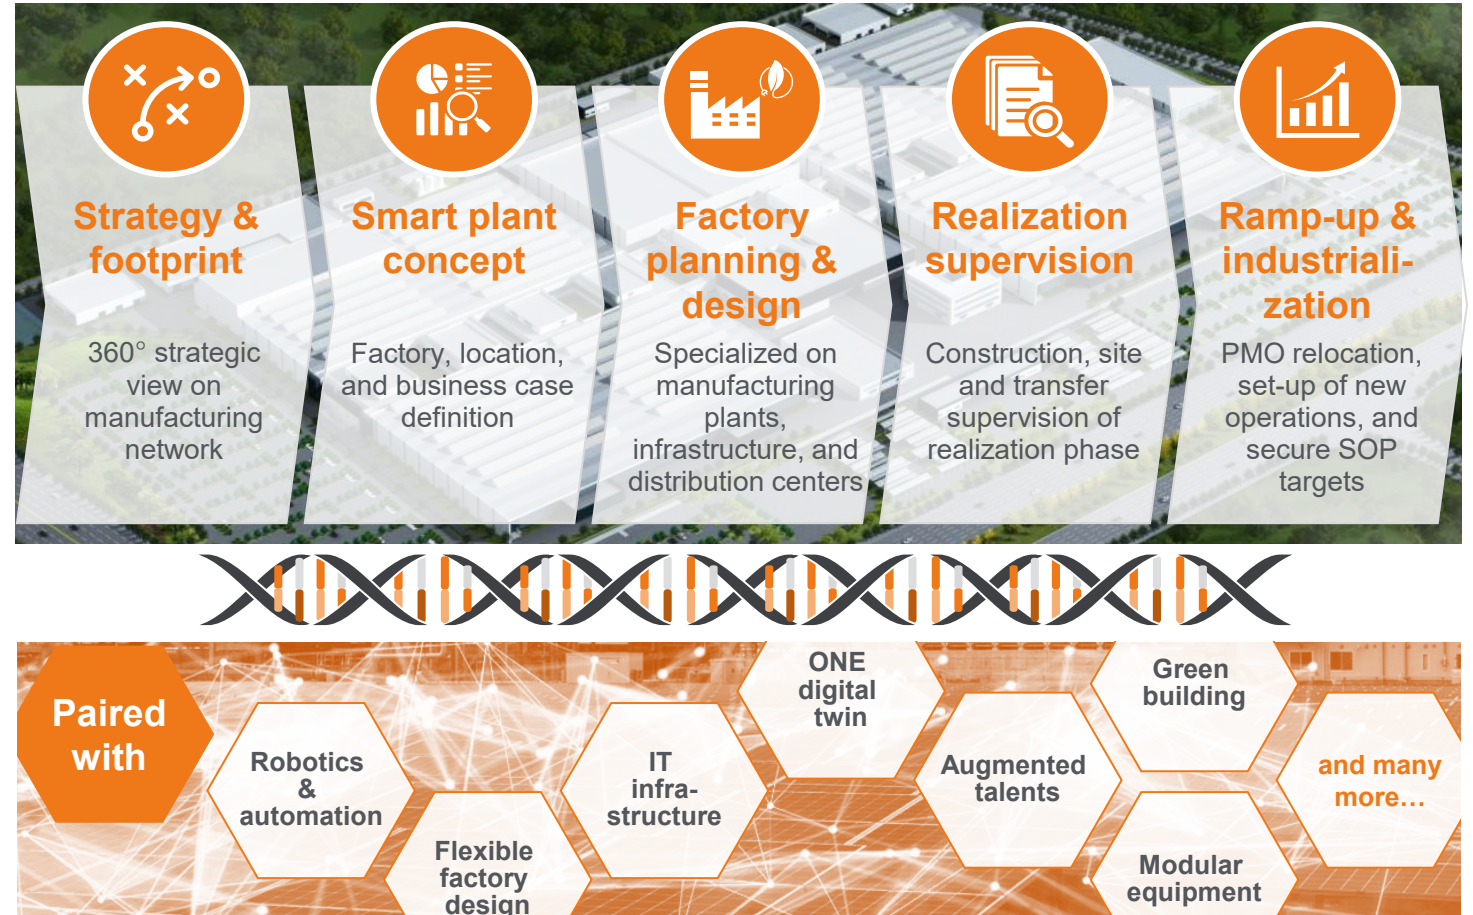 Strategy &
footprint
360° strategic
view on
manufacturing
network
Smart plant
concept
Factory, location,
and business case
definition
Factory
planning &
design
Specialized on
manufacturing
plants,
infrastructure, and
distribution centers
Realization
supervision
Construction, site
and transfer
supervision of
realization phase
Ramp-up &
industriali-
zation
PMO relocation,
set-up of new
operations, and
secure SOP
targets
Paired
with
Robotics
&
automation
Flexible
factory
design
IT
infra-
structure
ONE
digital
twin
Augmented
talents
Green
building
Modular
equipment
and many
more…